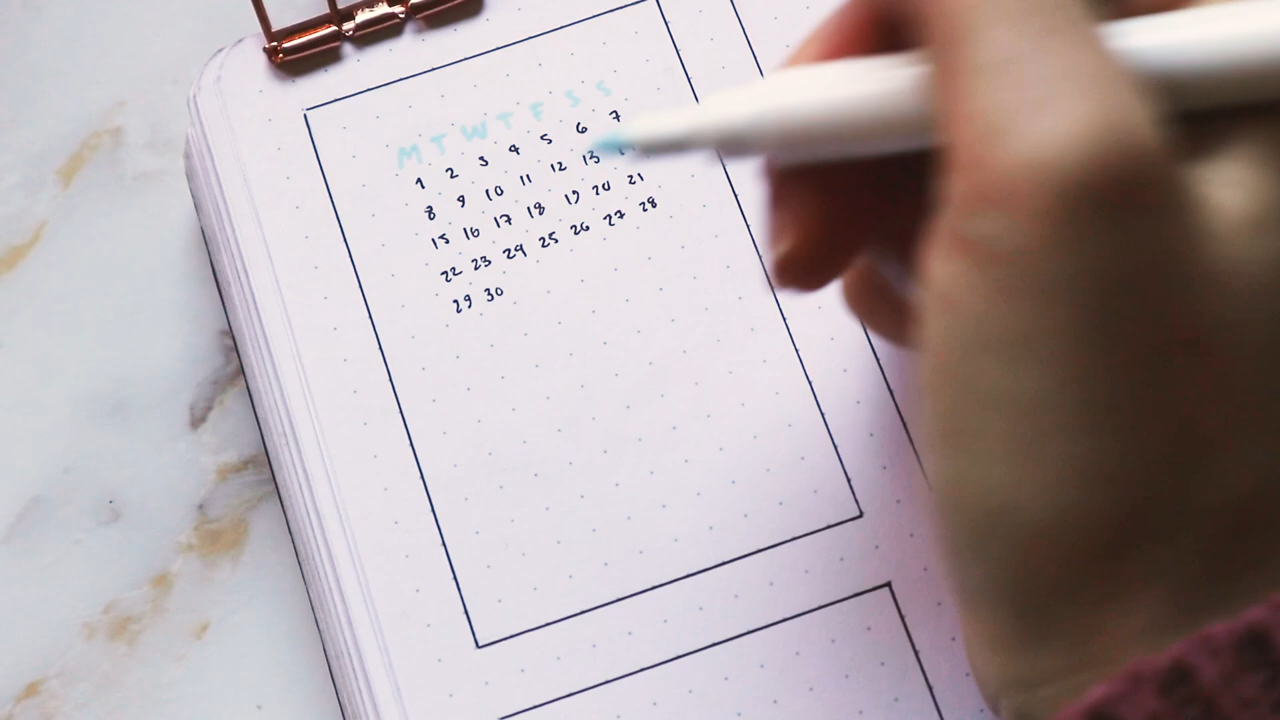 M T W T F S S
1 2 3 4 5 6 7
8 9 10 11 12 13
15 16 17 18 19 20 21
22 23 24 25 26 27 28
29 30